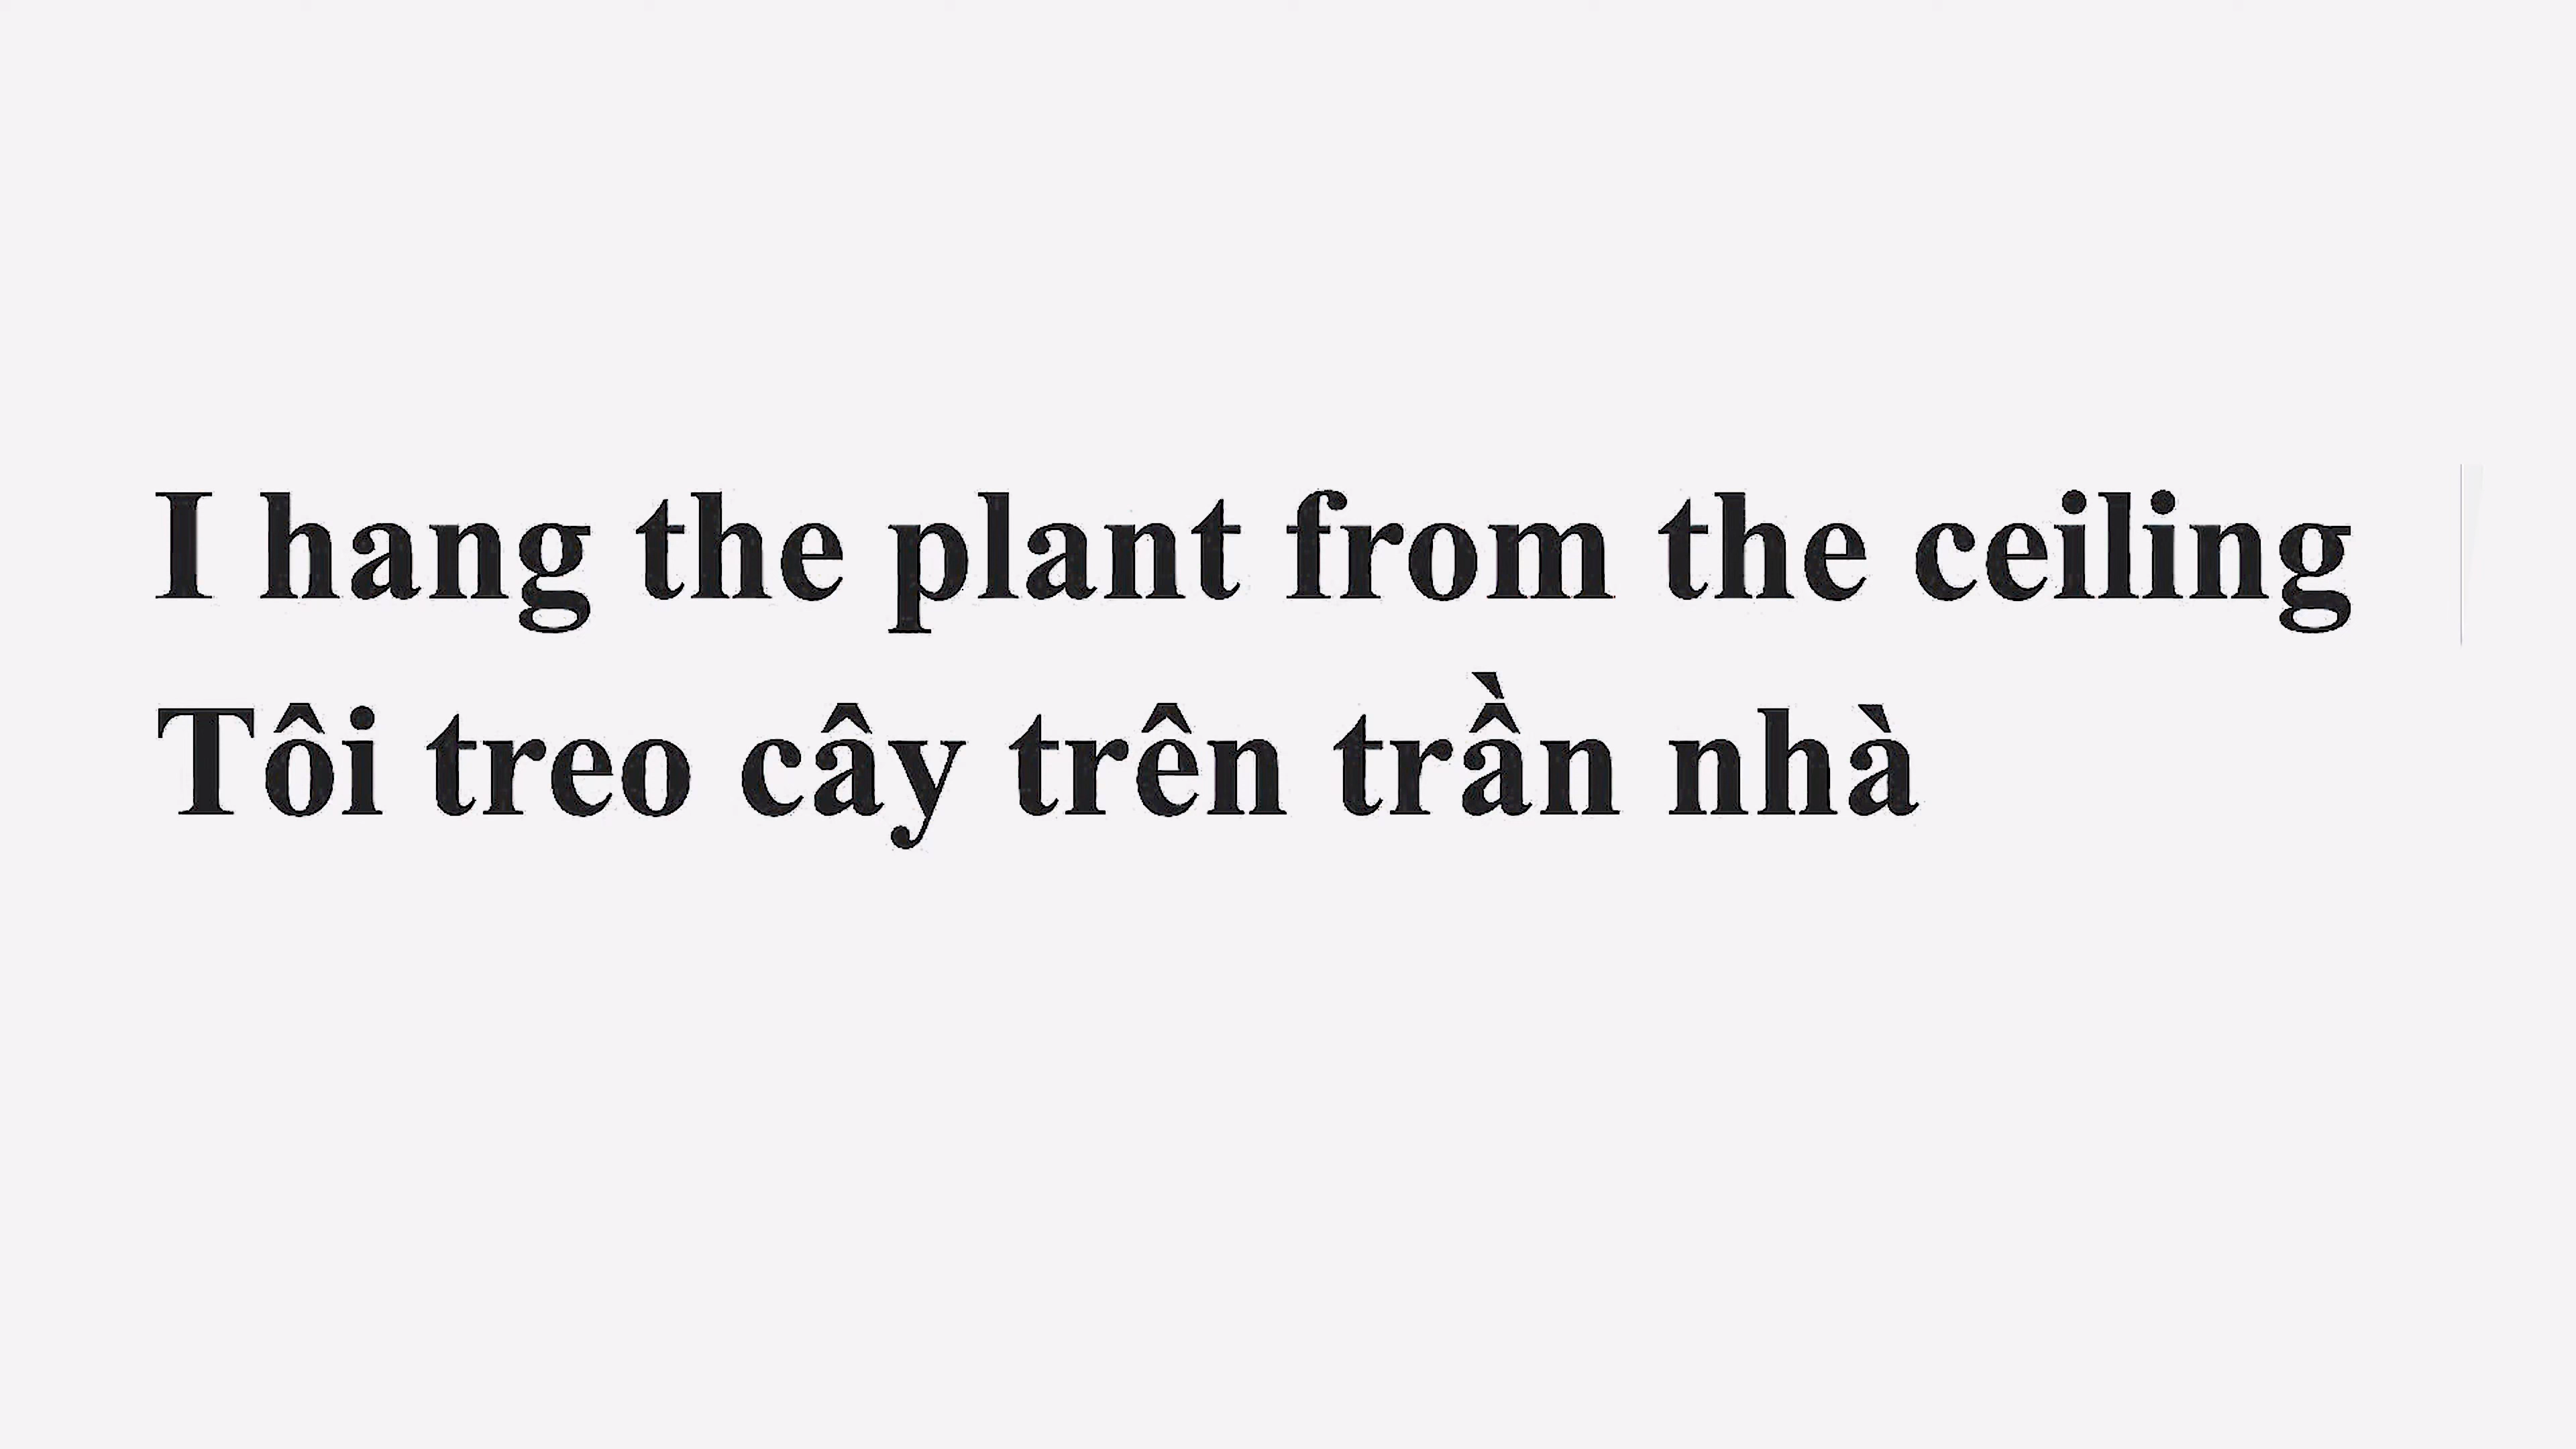 I hang the plant from the ceiling
Tôi treo cây trên trần nhà